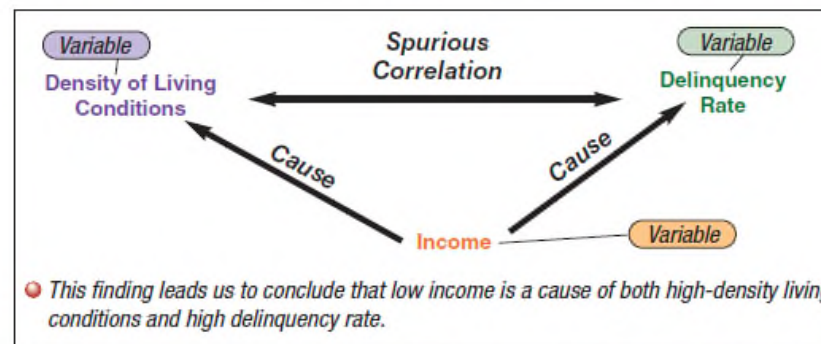 Variable
Density of Living
Conditions
Spurious
Correlation
Variable
Delinquency
Rate
Cause
Cause
Income
Variable
This finding leads us to conclude that low income is a cause of both high-density living
conditions and high delinquency rate.